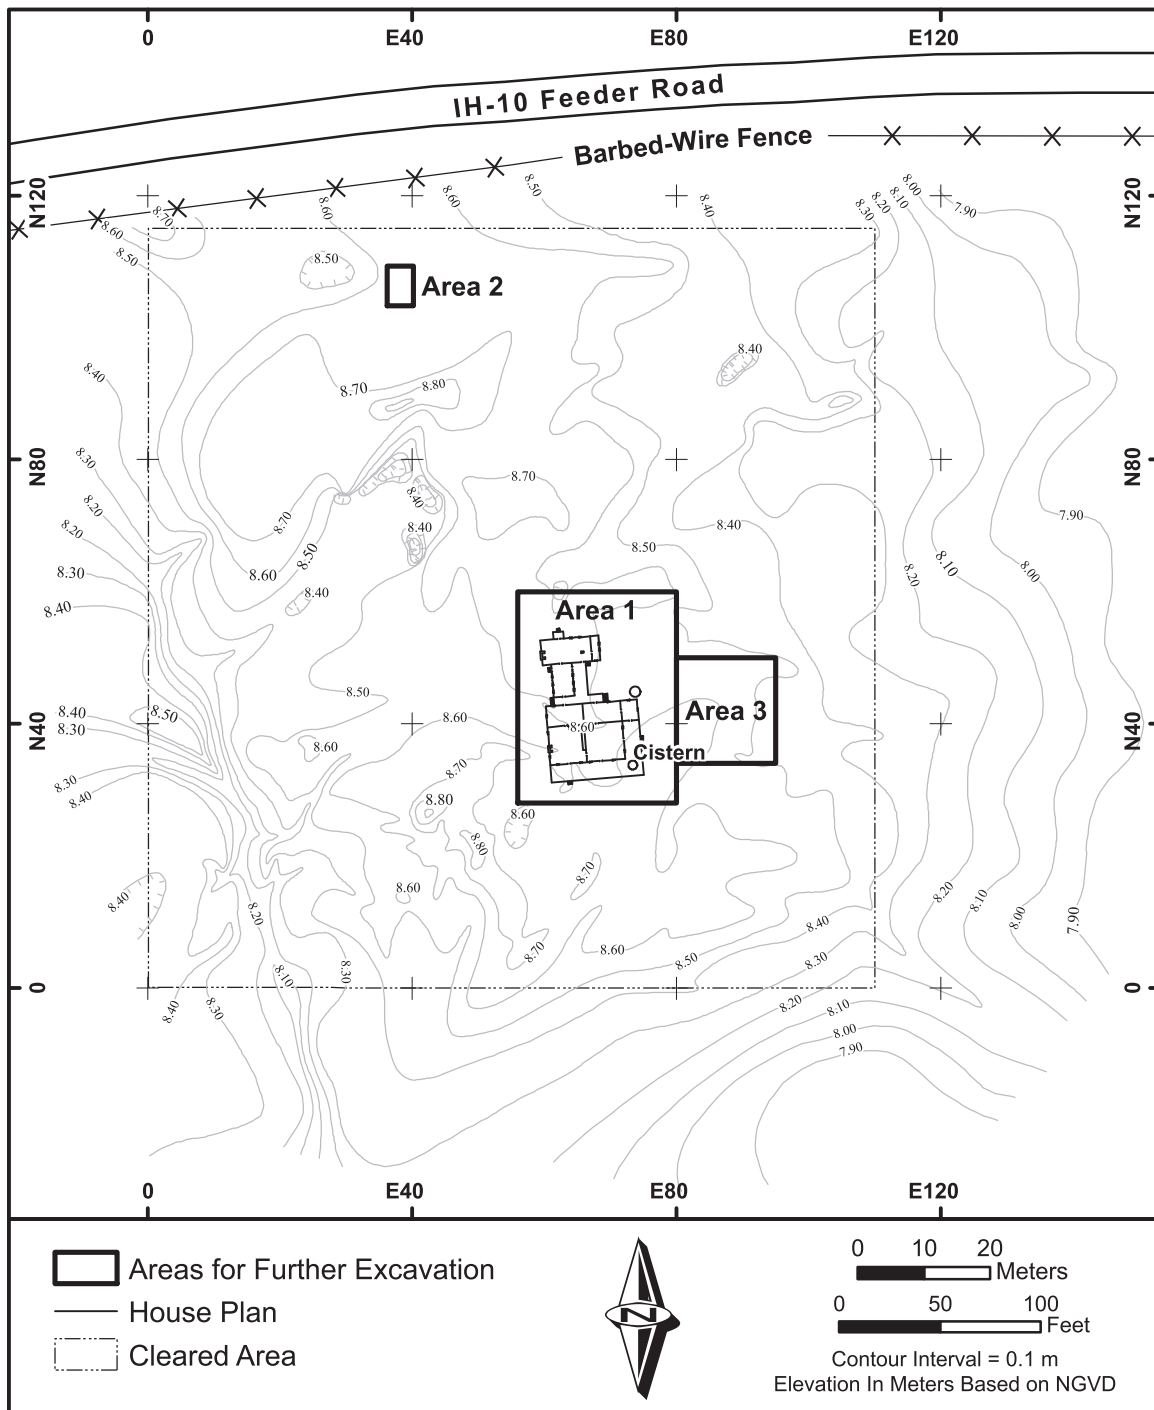 0 E40 E80 E120
IH-10 Feeder Road
Barbed-Wire Fence
N120 N120
8.70 8.60 8.50 8.60 8.60 8.50 8.40 8.30 8.20 8.10 8.00 7.90
8.50
Area 2
8.40 8.70 8.80 8.40
N80 N80
8.30 8.20 8.20 8.30 8.40
8.70 8.50 8.60 8.40 8.40 8.40 8.70 8.50 8.40 7.90
8.20 8.10 8.00
Area 1
Area 3
Cistern
N40 N40
8.40 8.30 8.50 8.50 8.60 8.60 8.60
8.30 8.40 8.70 8.80 8.60 8.80 8.70
8.40 8.60 8.20 8.20 8.10 8.00 7.90
8.70 8.60 8.50 8.40 8.30
0 0
8.40 8.30 8.10 8.30 8.20 8.10 8.00 7.90
0 E40 E80 E120
Areas for Further Excavation
House Plan
Cleared Area
N
0 10 20
Meters
0 50 100
Feet
Contour Interval = 0.1 m
Elevation In Meters Based on NGVD